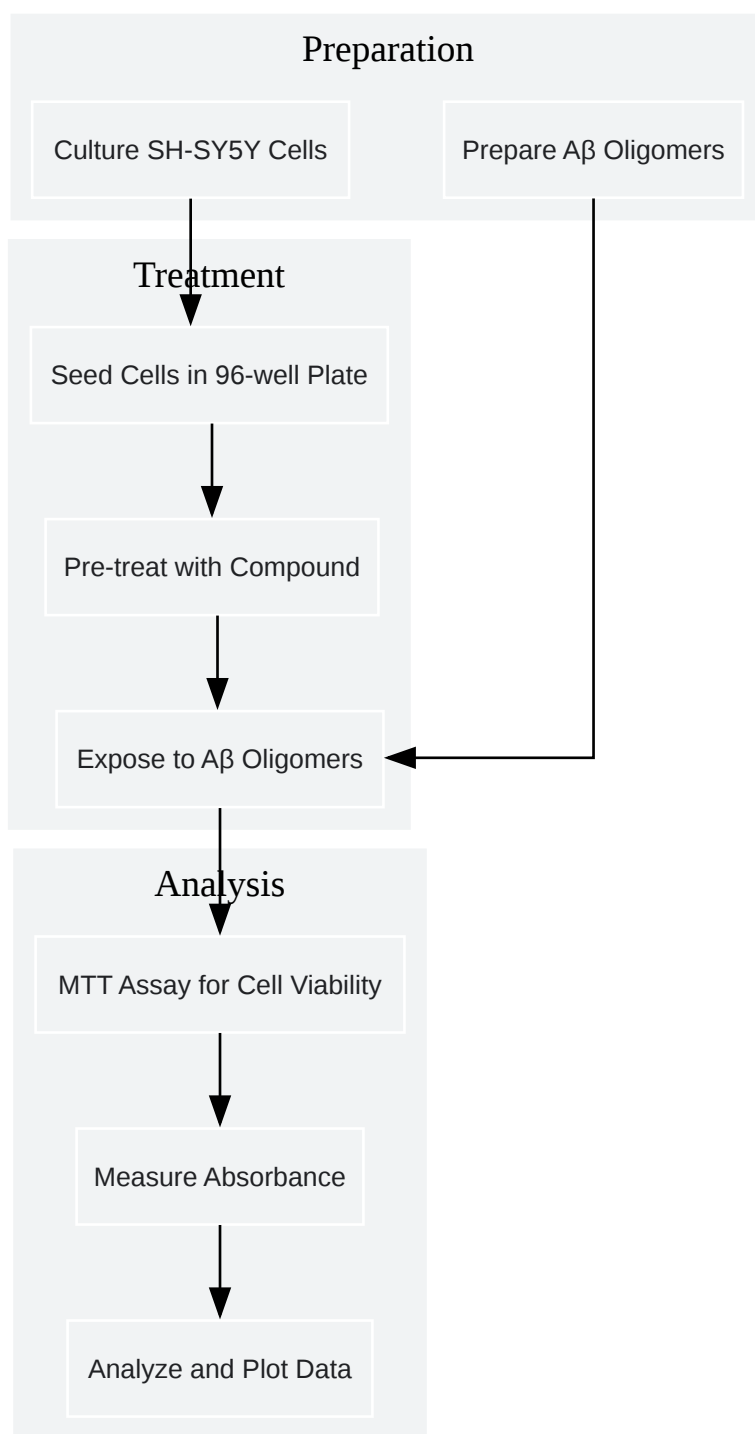 Preparation
Culture SH-SY5Y Cells
Prepare Aβ Oligomers
Treatment
Seed Cells in 96-well Plate
Pre-treat with Compound
Expose to Aβ Oligomers
Analysis
MTT Assay for Cell Viability
Measure Absorbance
Analyze and Plot Data